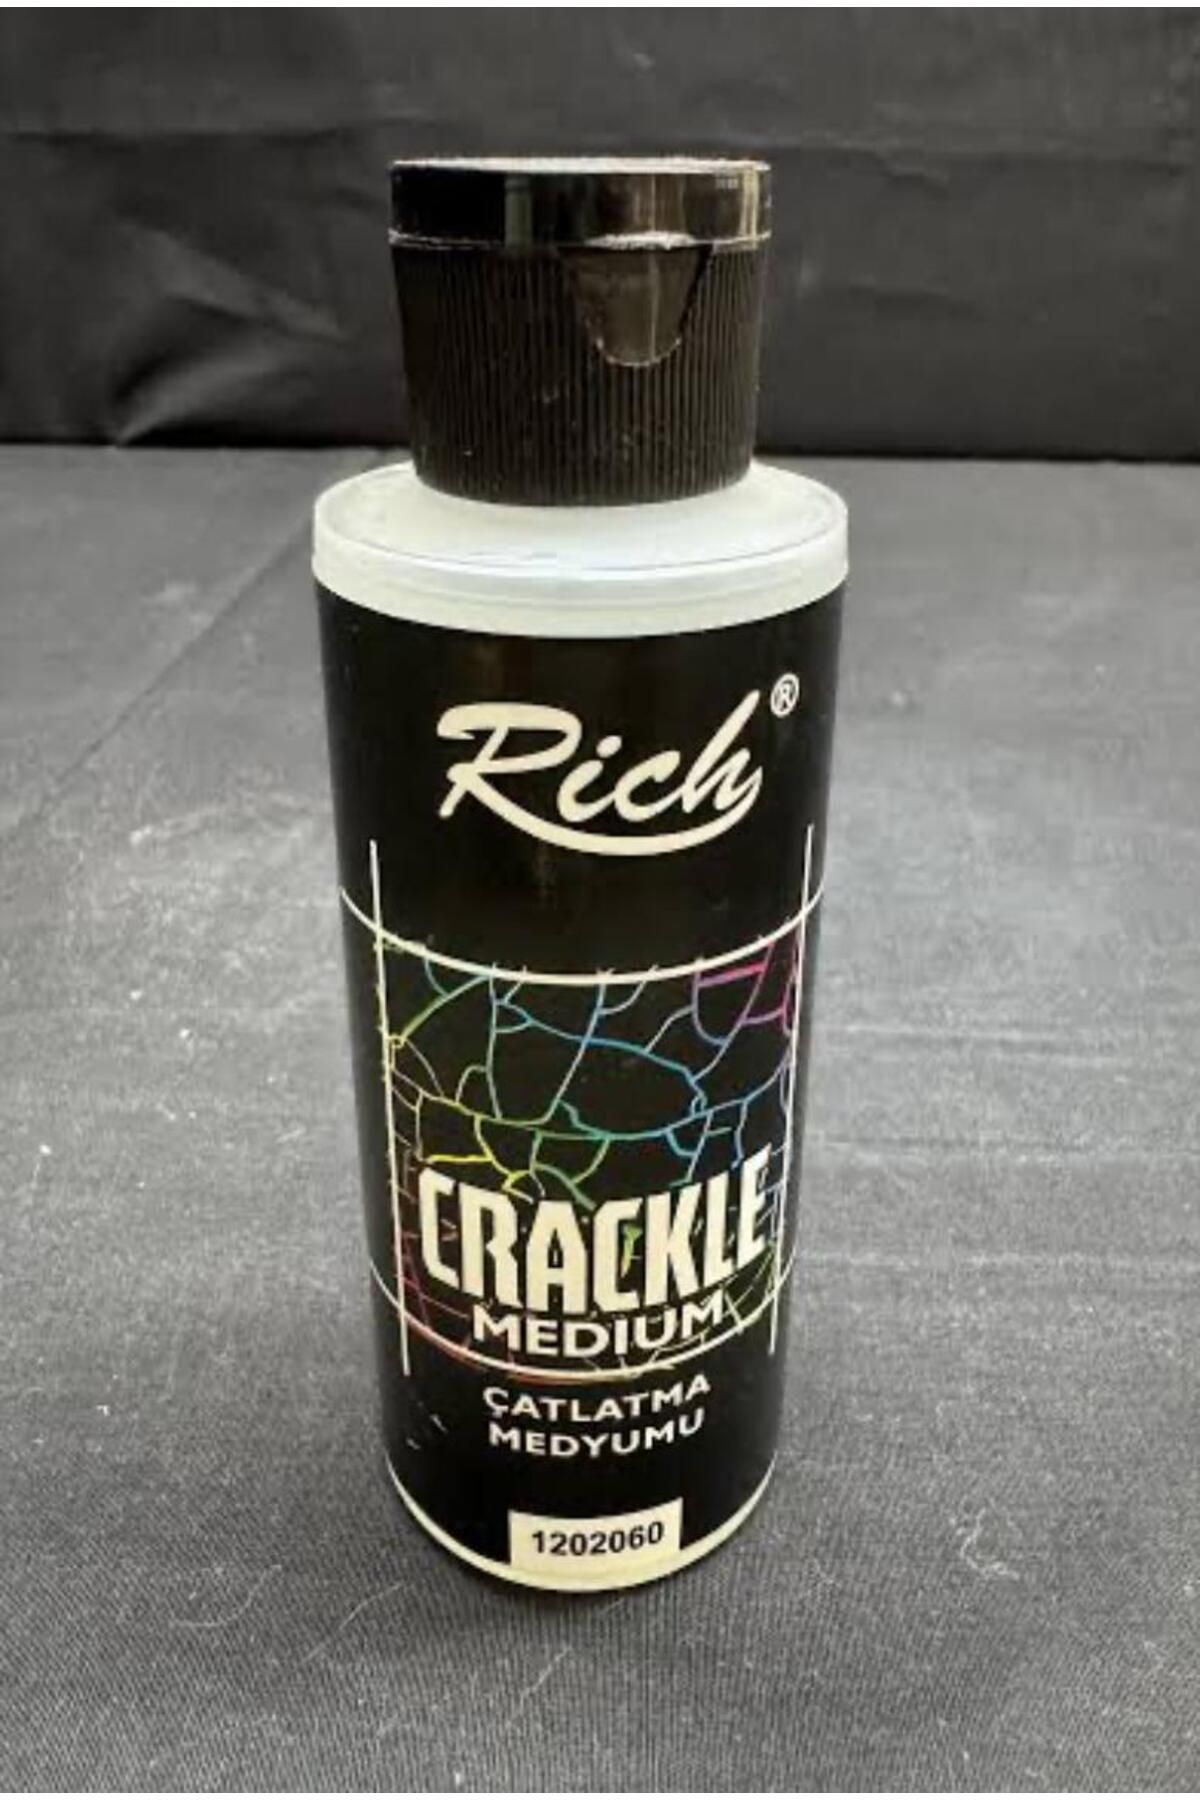 Rich®
CRACKLE
MEDIUM
ÇATLATMA
MEDYUMU
1202060